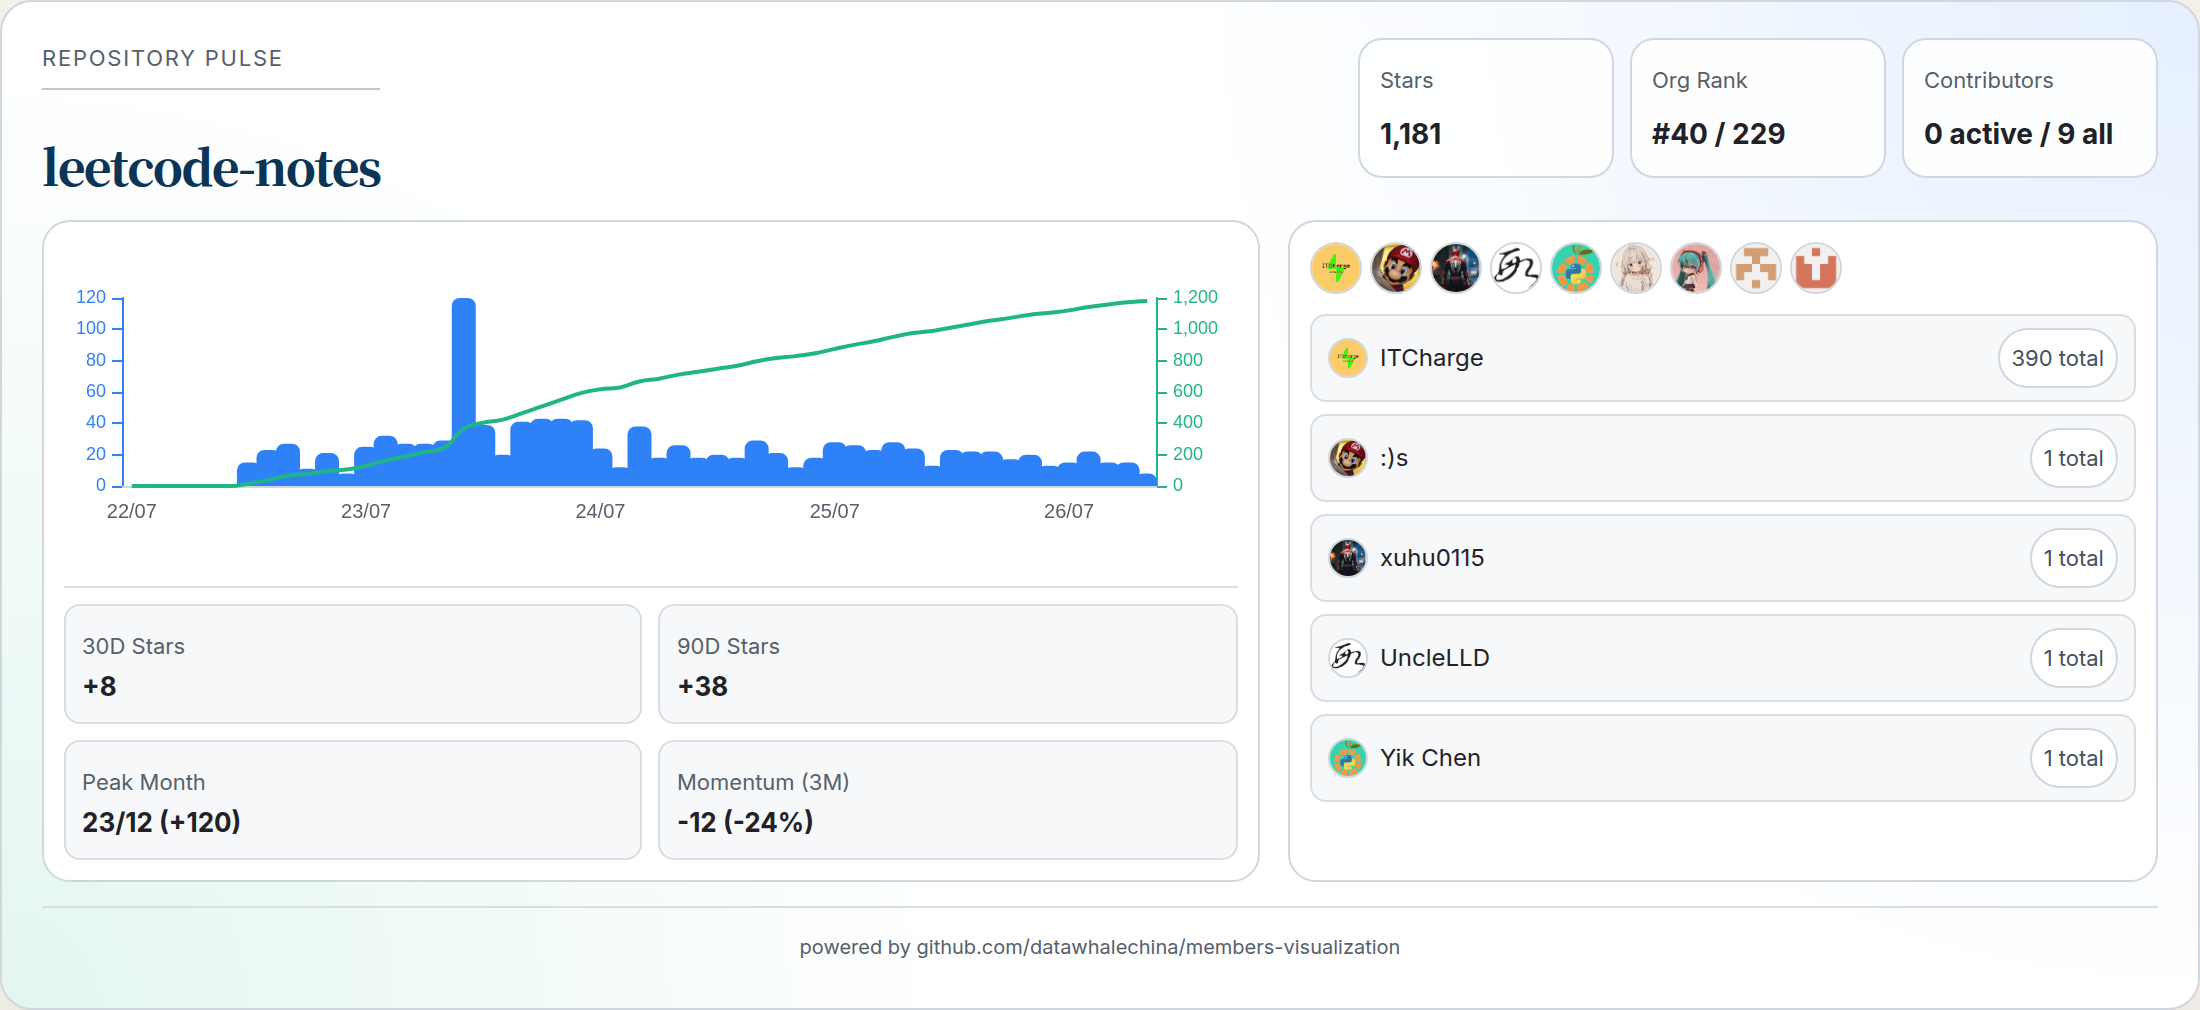 REPOSITORY PULSE
leetcode-notes
Stars
1,181
Org Rank
#40 / 229
Contributors
0 active / 9 all
120
100
80
60
40
20
0
1,200
1,000
800
600
400
200
0
22/07
23/07
24/07
25/07
26/07
30D Stars
+8
90D Stars
+38
Peak Month
23/12 (+120)
Momentum (3M)
-12 (-24%)
ITCharge
390 total
:)s
1 total
xuhu0115
1 total
UncleLLD
1 total
Yik Chen
1 total
powered by github.com/datawhalechina/members-visualization